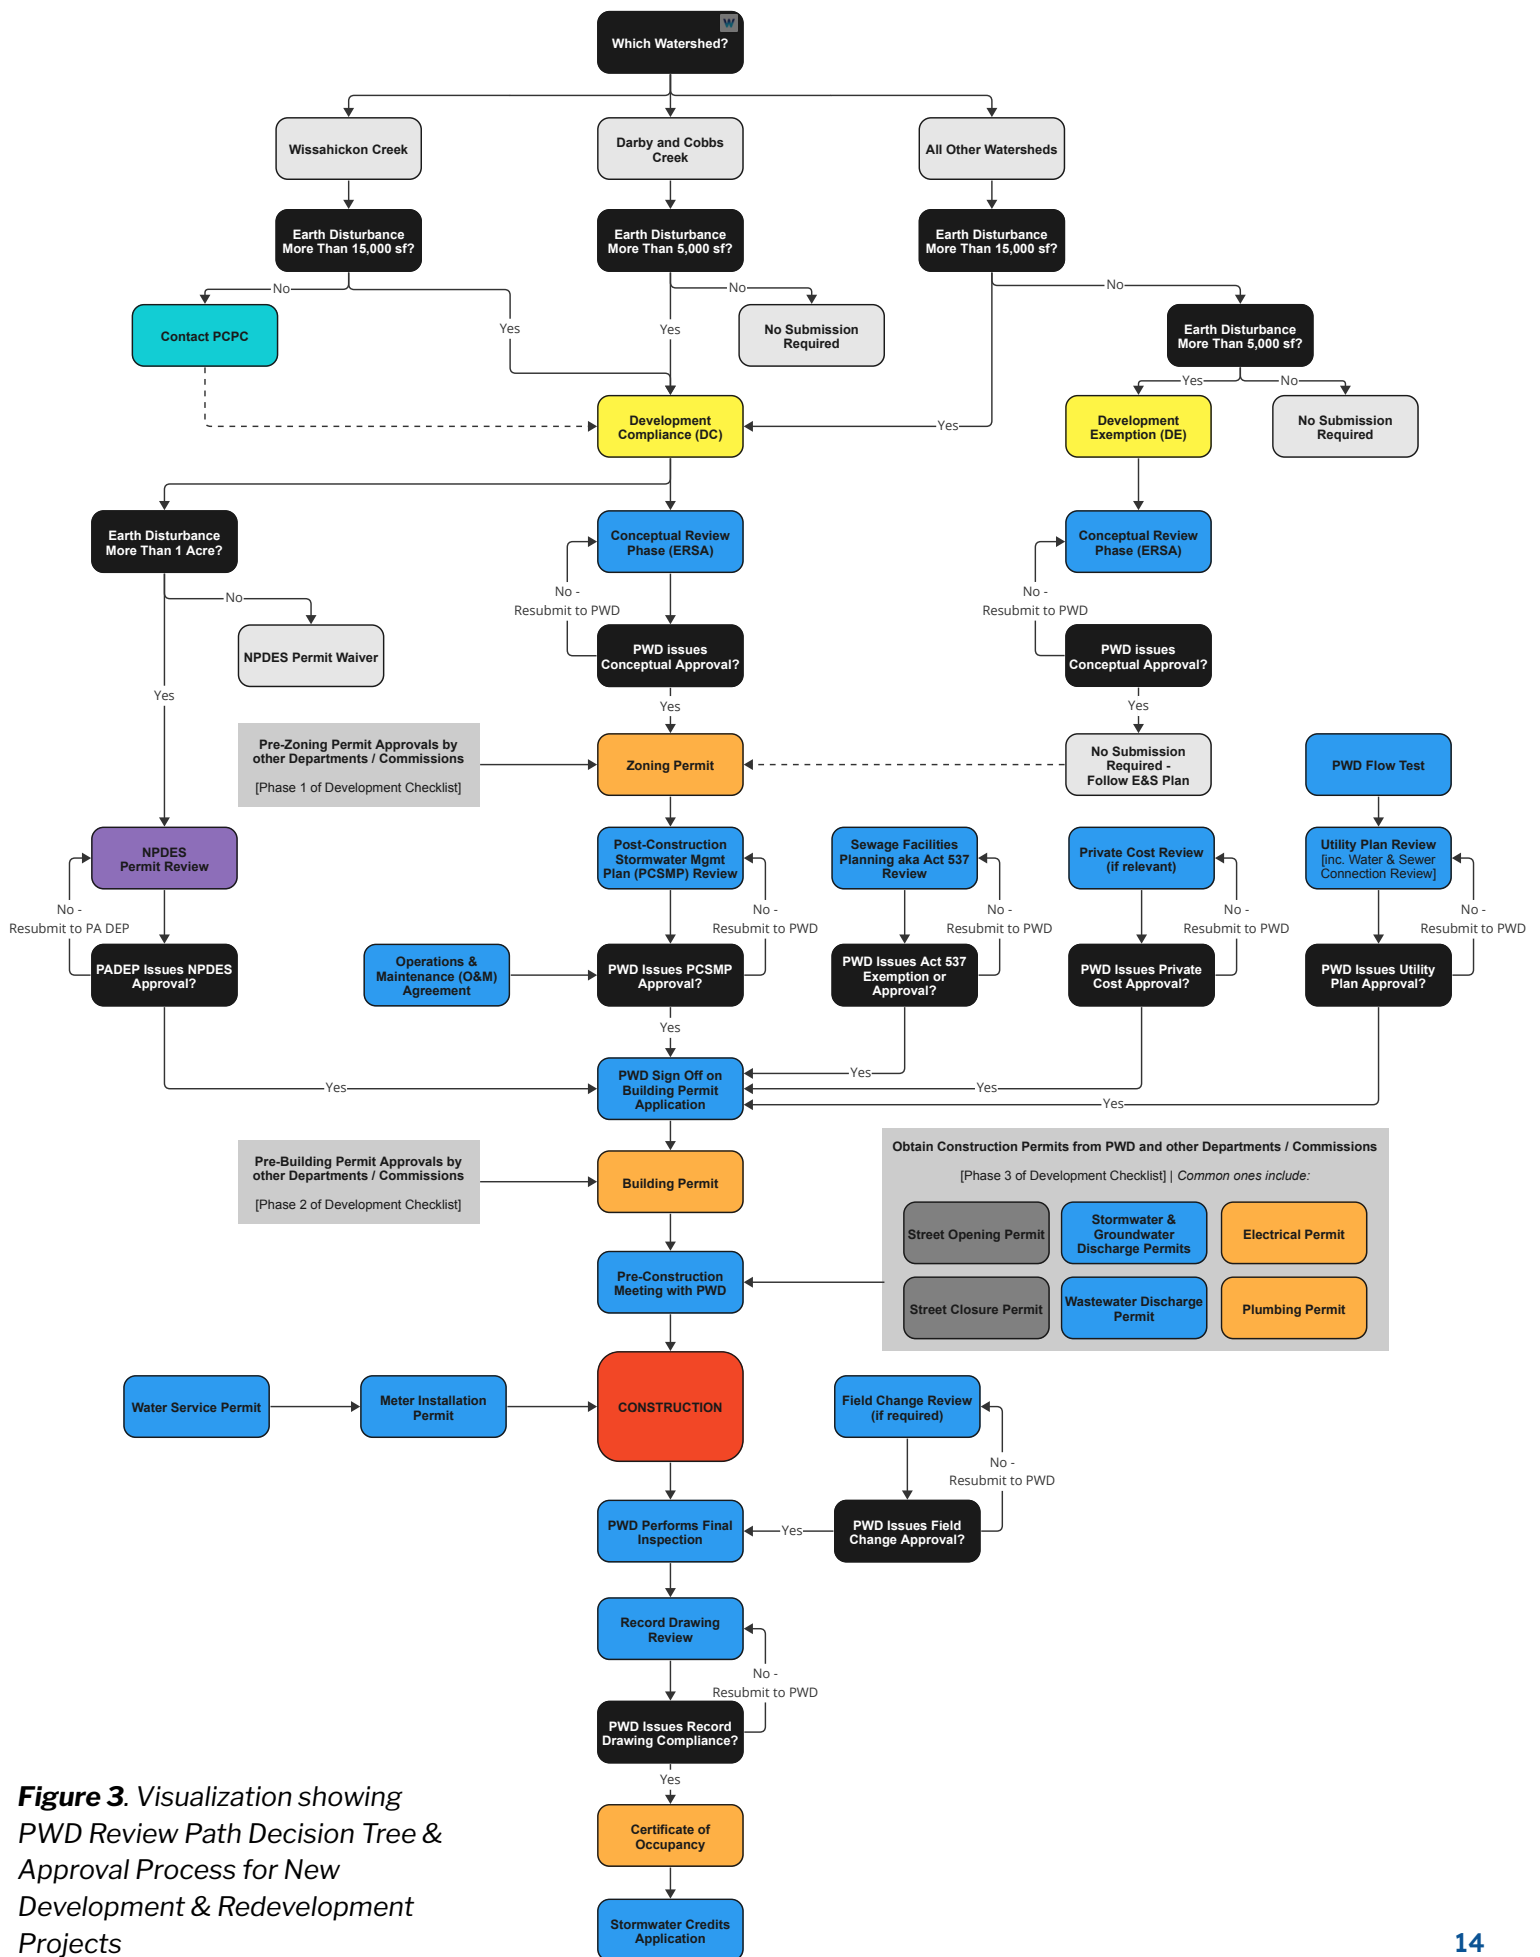 W
Which Watershed?
Wissahickon Creek
Darby and Cobbs
Creek
All Other Watersheds
Earth Disturbance
More Than 15,000 sf?
Earth Disturbance
More Than 5,000 sf?
Earth Disturbance
More Than 15,000 sf?
No
No
No
Contact PCPC
Yes
Yes
No Submission
Required
Earth Disturbance
More Than 5,000 sf?
Yes
No
Development
Compliance (DC)
Yes
Development
Exemption (DE)
No Submission
Required
Earth Disturbance
More Than 1 Acre?
Conceptual Review
Phase (ERSA)
Conceptual Review
Phase (ERSA)
No
No -
Resubmit to PWD
No -
Resubmit to PWD
NPDES Permit Waiver
PWD issues
Conceptual Approval?
PWD issues
Conceptual Approval?
Yes
Yes
Yes
Pre-Zoning Permit Approvals by
other Departments / Commissions
[Phase 1 of Development Checklist]
Zoning Permit
No Submission
Required -
Follow E&S Plan
PWD Flow Test
NPDES
Permit Review
Post-Construction
Stormwater Mgmt
Plan (PCSMP) Review
Sewage Facilities
Planning aka Act 537
Review
Private Cost Review
(if relevant)
Utility Plan Review
[inc. Water & Sewer
Connection Review]
No -
Resubmit to PA DEP
No -
Resubmit to PWD
No -
Resubmit to PWD
No -
Resubmit to PWD
No -
Resubmit to PWD
PADEP Issues NPDES
Approval?
Operations &
Maintenance (O&M)
Agreement
PWD Issues PCSMP
Approval?
PWD Issues Act 537
Exemption or
Approval?
PWD Issues Private
Cost Approval?
PWD Issues Utility
Plan Approval?
Yes
Yes
Yes
Yes
Yes
PWD Sign Off on
Building Permit
Application
Pre-Building Permit Approvals by
other Departments / Commissions
[Phase 2 of Development Checklist]
Building Permit
Obtain Construction Permits from PWD and other Departments / Commissions
[Phase 3 of Development Checklist] | Common ones include:
Street Opening Permit
Stormwater &
Groundwater
Discharge Permits
Electrical Permit
Pre-Construction
Meeting with PWD
Street Closure Permit
Wastewater Discharge
Permit
Plumbing Permit
Water Service Permit
Meter Installation
Permit
CONSTRUCTION
Field Change Review
(if required)
No -
Resubmit to PWD
PWD Performs Final
Inspection
Yes
PWD Issues Field
Change Approval?
Record Drawing
Review
No -
Resubmit to PWD
PWD Issues Record
Drawing Compliance?
Yes
Certificate of
Occupancy
Stormwater Credits
Application
Figure 3. Visualization showing
PWD Review Path Decision Tree &
Approval Process for New
Development & Redevelopment
Projects
14